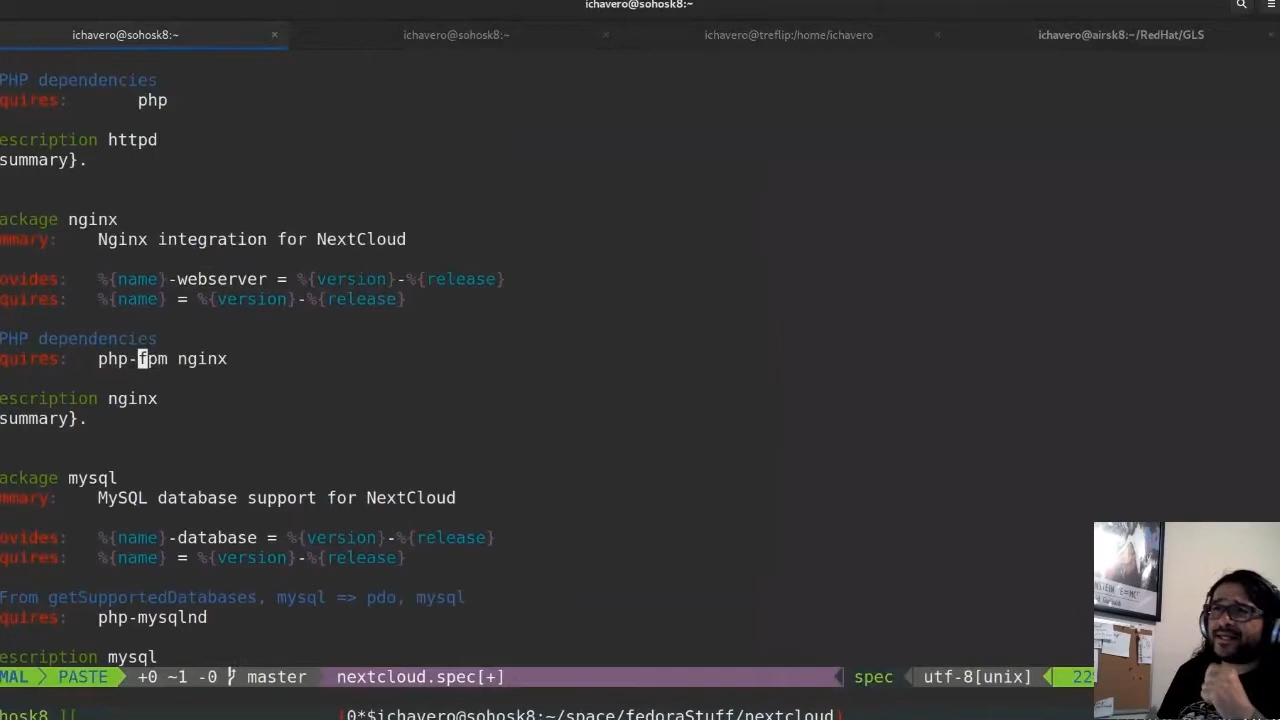 ichavero@sohosk8:~
ichavero@sohosk8:~ × ichavero@sohosk8:~ × ichavero@treflip:/home/ichavero × ichavero@airsk8:~/RedHat/GLS ×
PHP dependencies
quires: php
escription httpd
summary}.
ackage nginx
mmary: Nginx integration for NextCloud
ovides: %{name}-webserver = %{version}-%{release}
quires: %{name} = %{version}-%{release}
PHP dependencies
quires: php-fpm nginx
escription nginx
summary}.
ackage mysql
mmary: MySQL database support for NextCloud
ovides: %{name}-database = %{version}-%{release}
quires: %{name} = %{version}-%{release}
From getSupportedDatabases, mysql => pdo, mysql
quires: php-mysqlnd
escription mysql
MAL PASTE +0 ~1 -0 master nextcloud.spec[+] spec utf-8[unix] 22
hosk8 ][ (0*$ichavero@sohosk8:~/space/fedoraStuff/nextcloud)